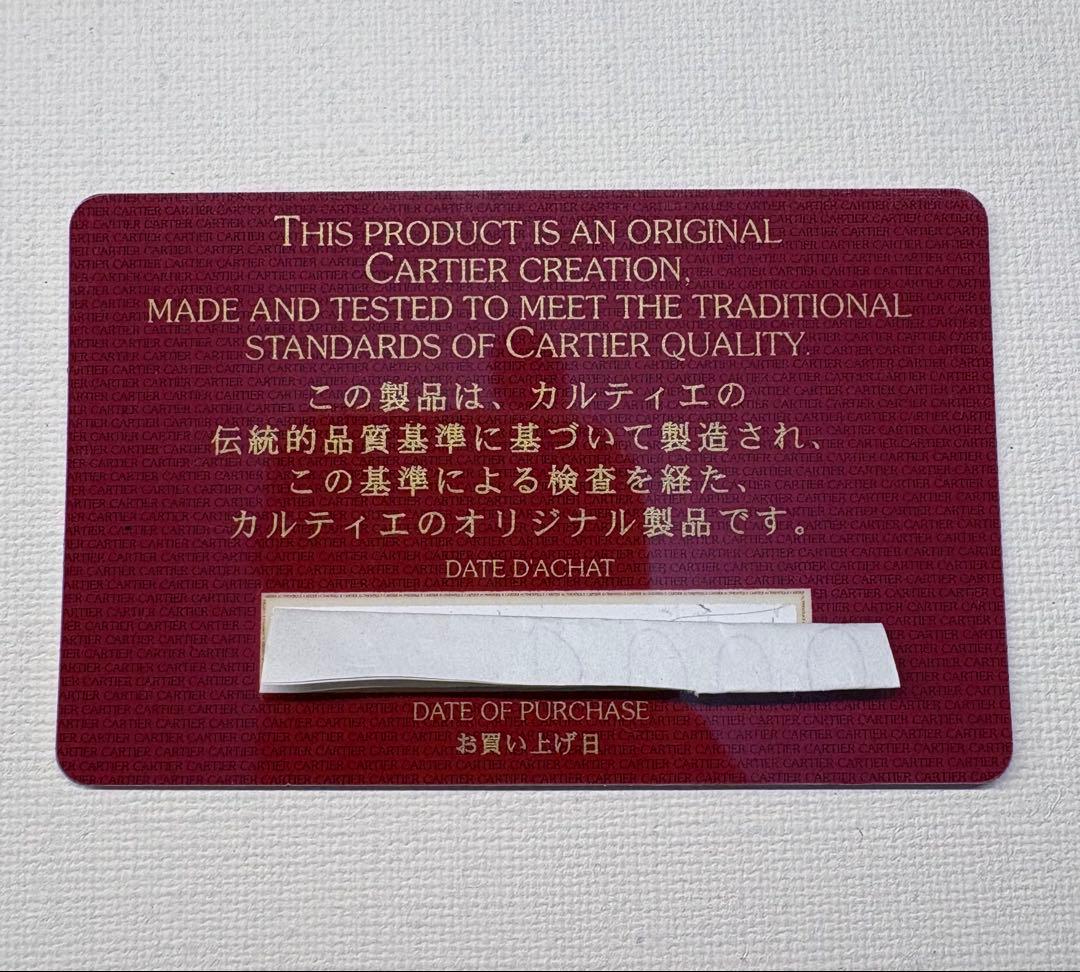 THIS PRODUCT IS AN ORIGINAL
CARTIER CREATION,
MADE AND TESTED TO MEET THE TRADITIONAL
STANDARDS OF CARTIER QUALITY.
この製品は、カルティエの
伝統的品質基準に基づいて製造され、
この基準による検査を経た、
カルティエのオリジナル製品です。
DATE D'ACHAT
DATE OF PURCHASE
お買い上げ日